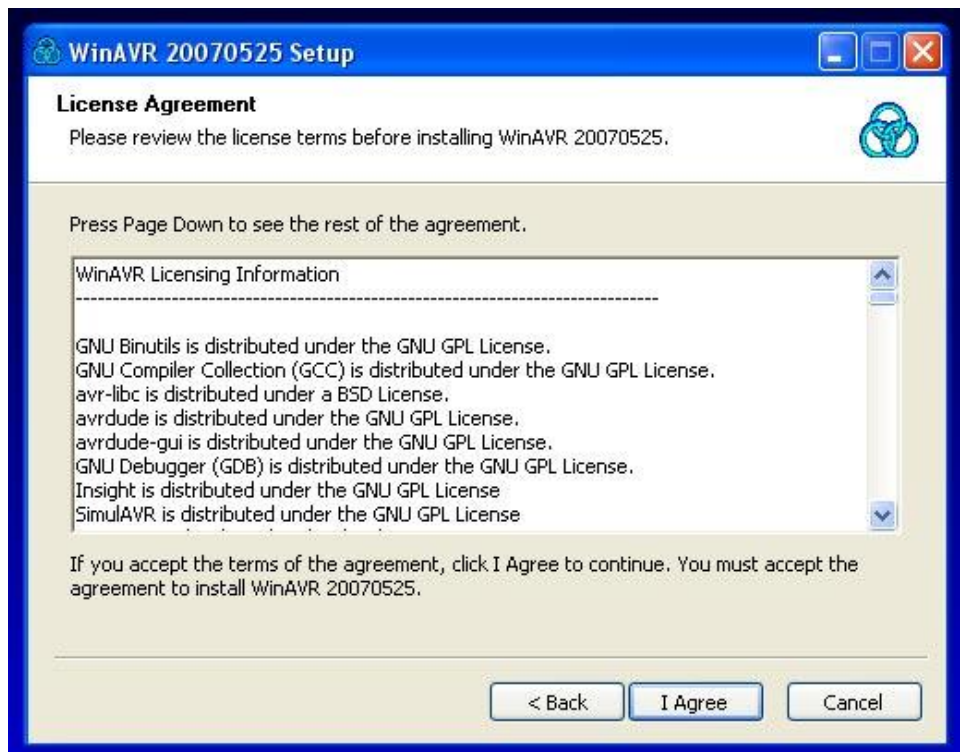 WinAVR 20070525 Setup
License Agreement
Please review the license terms before installing WinAVR 20070525.
Press Page Down to see the rest of the agreement.
WinAVR Licensing Information
-------------------------------------------------------------------------------
GNU Binutils is distributed under the GNU GPL License.
GNU Compiler Collection (GCC) is distributed under the GNU GPL License.
avr-libc is distributed under a BSD License.
avrdude is distributed under the GNU GPL License.
avrdude-gui is distributed under the GNU GPL License.
GNU Debugger (GDB) is distributed under the GNU GPL License.
Insight is distributed under the GNU GPL License
SimulAVR is distributed under the GNU GPL License
If you accept the terms of the agreement, click I Agree to continue. You must accept the
agreement to install WinAVR 20070525.
< Back I Agree Cancel